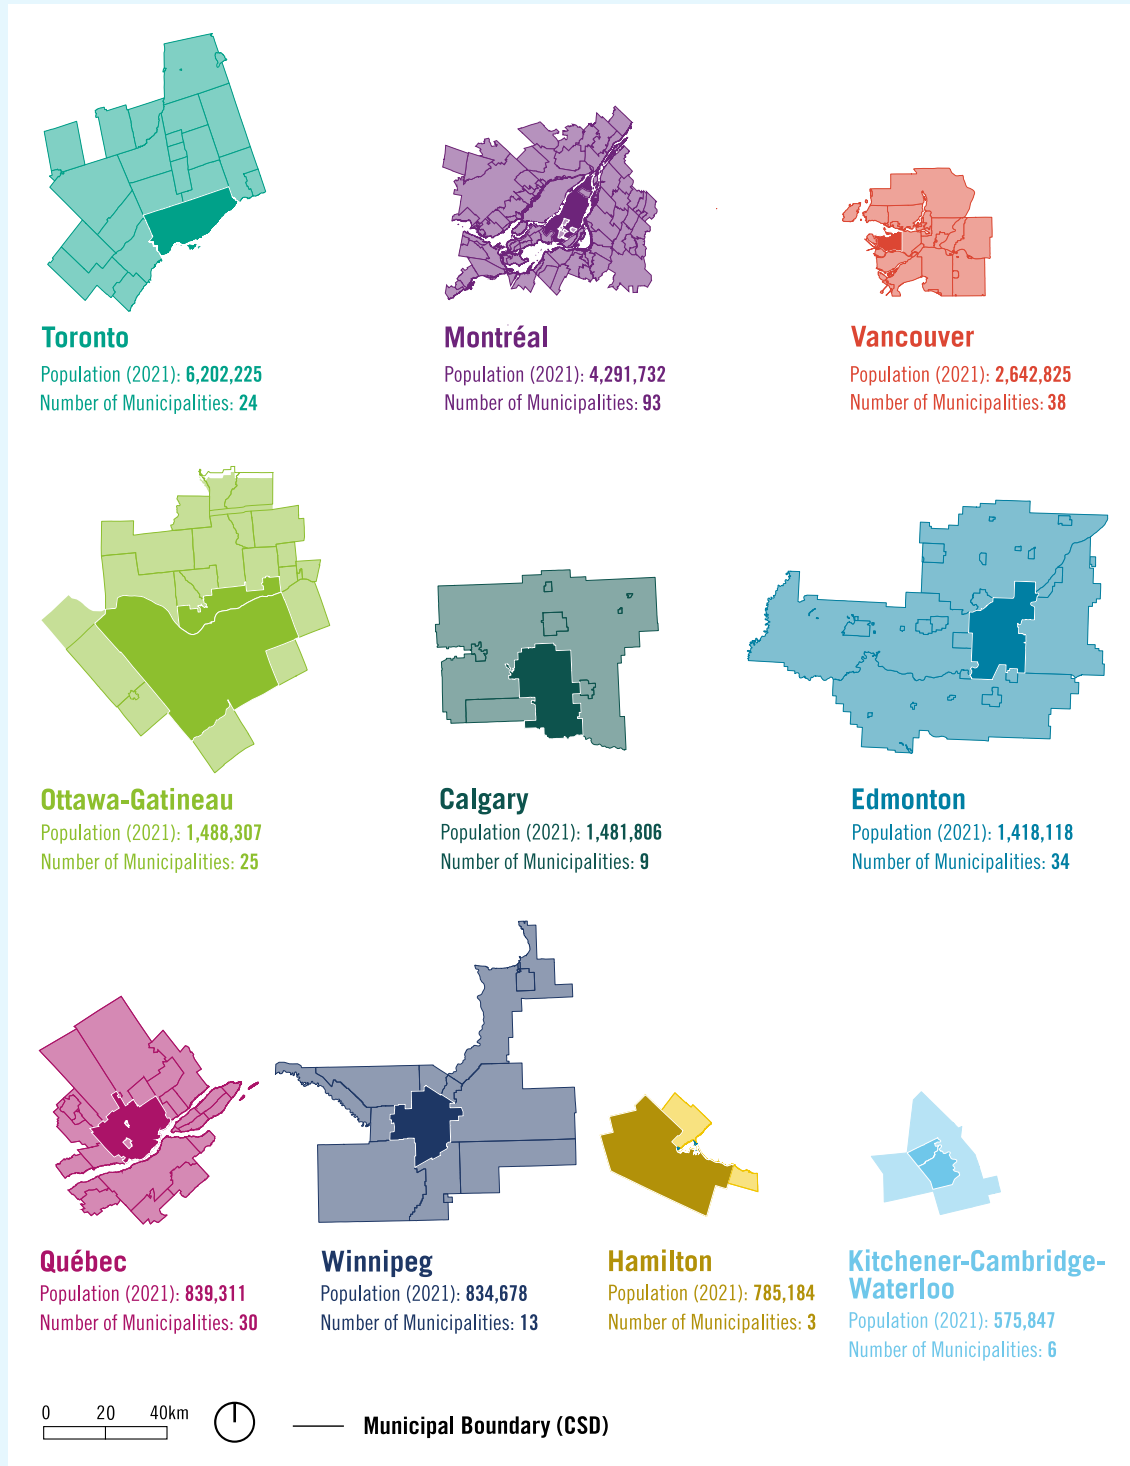 Toronto
Population (2021): 6,202,225
Number of Municipalities: 24
Montréal
Population (2021): 4,291,732
Number of Municipalities: 93
Vancouver
Population (2021): 2,642,825
Number of Municipalities: 38
Ottawa-Gatineau
Population (2021): 1,488,307
Number of Municipalities: 25
Calgary
Population (2021): 1,481,806
Number of Municipalities: 9
Edmonton
Population (2021): 1,418,118
Number of Municipalities: 34
Québec
Population (2021): 839,311
Number of Municipalities: 30
Winnipeg
Population (2021): 834,678
Number of Municipalities: 13
Hamilton
Population (2021): 785,184
Number of Municipalities: 3
Kitchener-Cambridge-
Waterloo
Population (2021): 575,847
Number of Municipalities: 6
0 20 40km
Municipal Boundary (CSD)